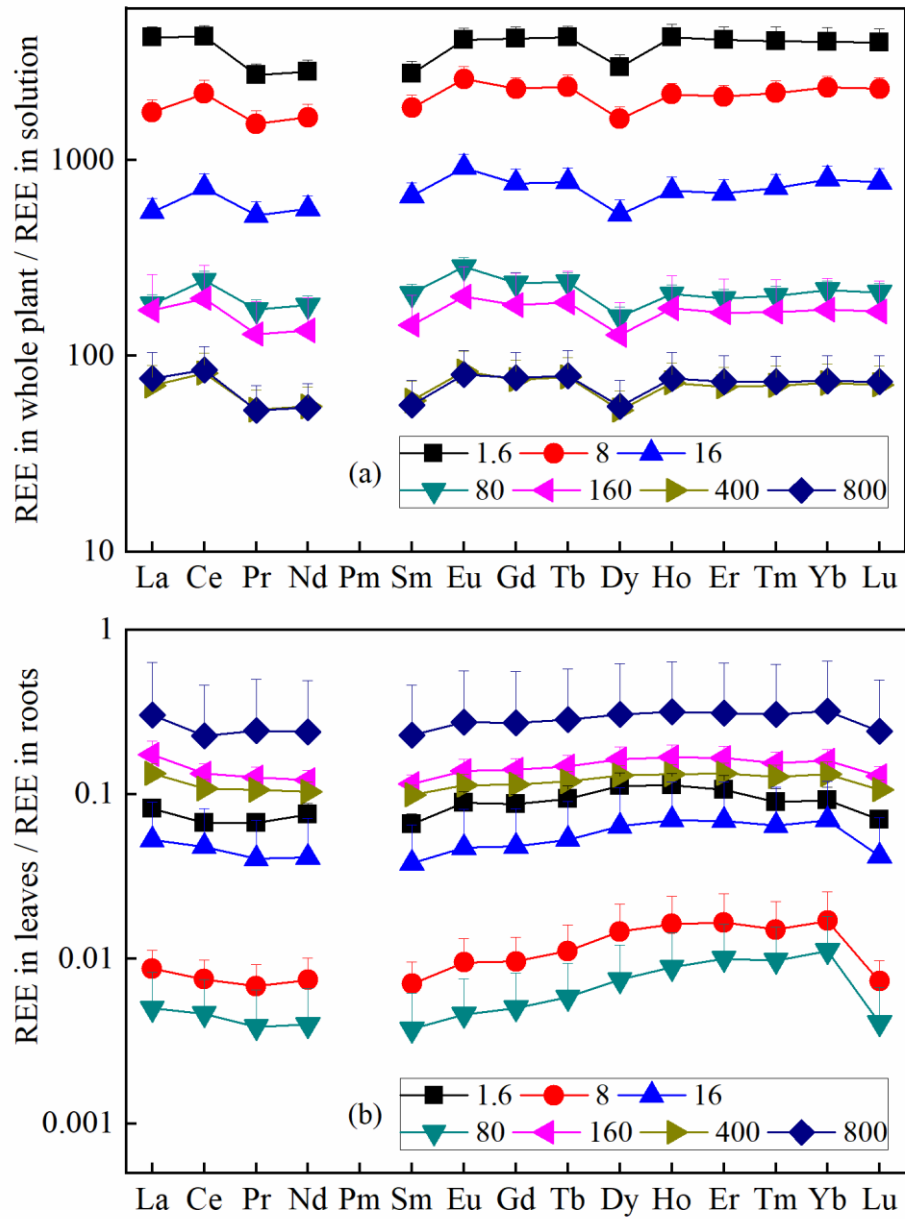 REE in whole plant / REE in solution
1000
100
10
(a)
1.6 8 16
80 160 400 800
La Ce Pr Nd Pm Sm Eu Gd Tb Dy Ho Er Tm Yb Lu
REE in leaves / REE in roots
1
0.1
0.01
0.001
(b)
1.6 8 16
80 160 400 800
La Ce Pr Nd Pm Sm Eu Gd Tb Dy Ho Er Tm Yb Lu